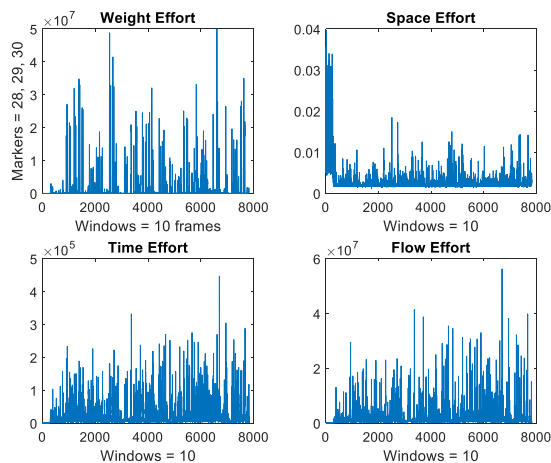 Weight Effort
×10^7
Markers = 28, 29, 30
5
4
3
2
1
0
0 2000 4000 6000 8000
Windows = 10 frames
Space Effort
0.04
0.03
0.02
0.01
0
0 2000 4000 6000 8000
Windows = 10
Time Effort
×10^5
5
4
3
2
1
0
0 2000 4000 6000 8000
Windows = 10
Flow Effort
×10^7
6
4
2
0
0 2000 4000 6000 8000
Windows = 10